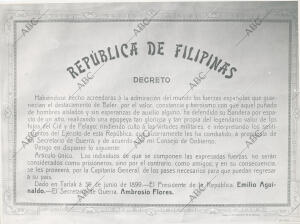 REPÚBLICA DE FILIPINAS
DECRETO
Habiéndose hecho acreedoras á la admiración del mundo las fuerzas españolas que guar-
necían el destacamento de Baler, por el valor, constancia y heroísmo con que aquel puñado
de hombres aislados y sin esperanzas de auxilio alguno, ha defendido su Bandera por espa-
cio de un año, realizando una epopeya tan gloriosa y tan propia del legendario valor de los
hijos del Cid y de Pelayo; rindiendo culto á las virtudes militares, é interpretando los senti-
mientos del Ejército de esta República, que bizarramente les ha combatido, á propuesta de
mi Secretario de Guerra, y de acuerdo con mi Consejo de Gobierno,
Vengo en disponer lo siguiente:
Artículo único. Los individuos de que se componen las expresadas fuerzas, no serán
considerados como prisioneros, sino por el contrario, como amigos; y en su consecuencia,
se les proveerá, por la Capitanía General, de los pases necesarios para que puedan regresar
á su país.
Dado en Tarlak á 30 de junio de 1899.—El Presidente de la República, Emilio Agui-
naldo.—El Secretario de Guerra, Ambrosio Flores.